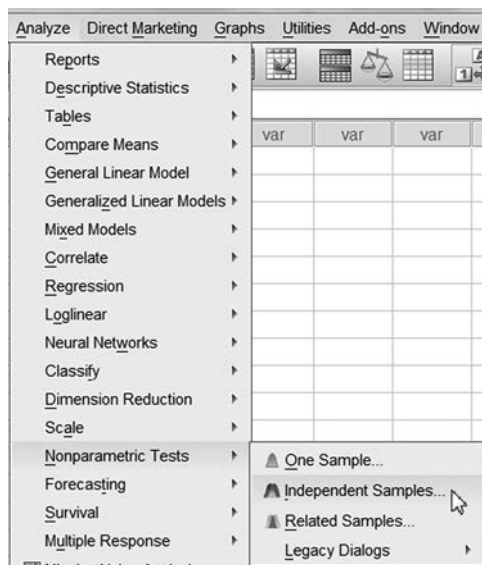 Analyze Direct Marketing Graphs Utilities Add-ons Window
Reports
Descriptive Statistics
Tables
var var var
Compare Means
General Linear Model
Generalized Linear Models
Mixed Models
Correlate
Regression
Loglinear
Neural Networks
Classify
Dimension Reduction
Scale
Nonparametric Tests
One Sample...
Forecasting
Independent Samples...
Survival
Related Samples...
Multiple Response
Legacy Dialogs